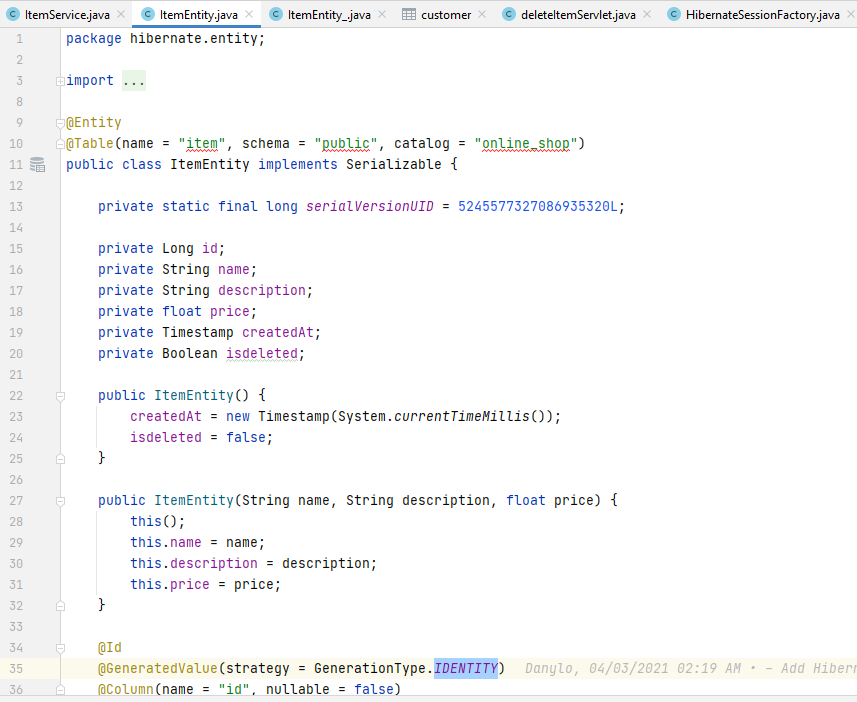 ItemService.java ItemEntity.java ItemEntity_.java customer deleteItemServlet.java HibernateSessionFactory.java
1 package hibernate.entity;
2
3 import ...
8
9 @Entity
10 @Table(name = "item", schema = "public", catalog = "online_shop")
11 public class ItemEntity implements Serializable {
12
13 private static final long serialVersionUID = 5245577327086935320L;
14
15 private Long id;
16 private String name;
17 private String description;
18 private float price;
19 private Timestamp createdAt;
20 private Boolean isdeleted;
21
22 public ItemEntity() {
23 createdAt = new Timestamp(System.currentTimeMillis());
24 isdeleted = false;
25 }
26
27 public ItemEntity(String name, String description, float price) {
28 this();
29 this.name = name;
30 this.description = description;
31 this.price = price;
32 }
33
34 @Id
35 @GeneratedValue(strategy = GenerationType.IDENTITY) Danylo, 04/03/2021 02:19 AM • – Add Hibern
36 @Column(name = "id", nullable = false)